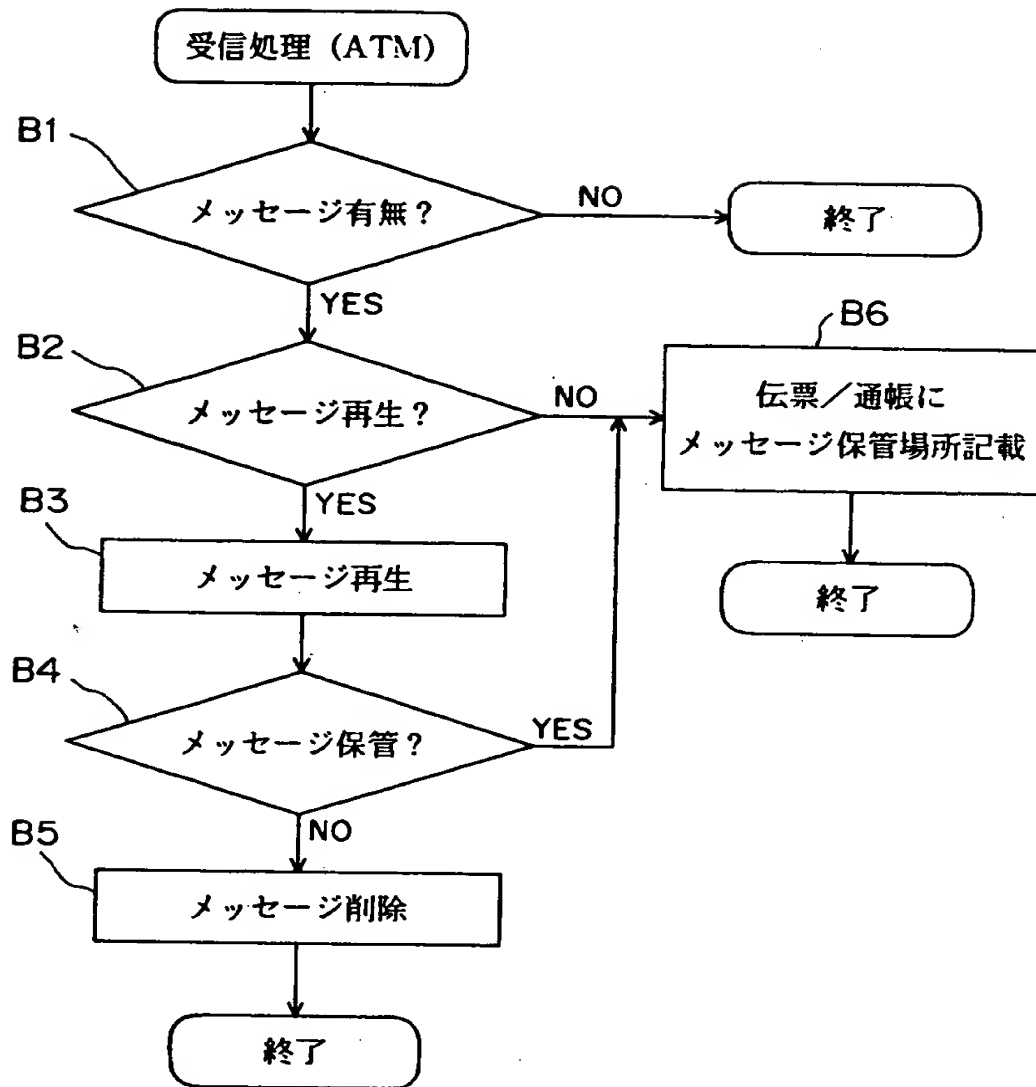 受信処理 (ATM)
B1
メッセージ有無?
NO
終了
YES
B2
メッセージ再生?
NO
B6
伝票/通帳に
メッセージ保管場所記載
YES
B3
メッセージ再生
終了
B4
メッセージ保管?
YES
NO
B5
メッセージ削除
終了